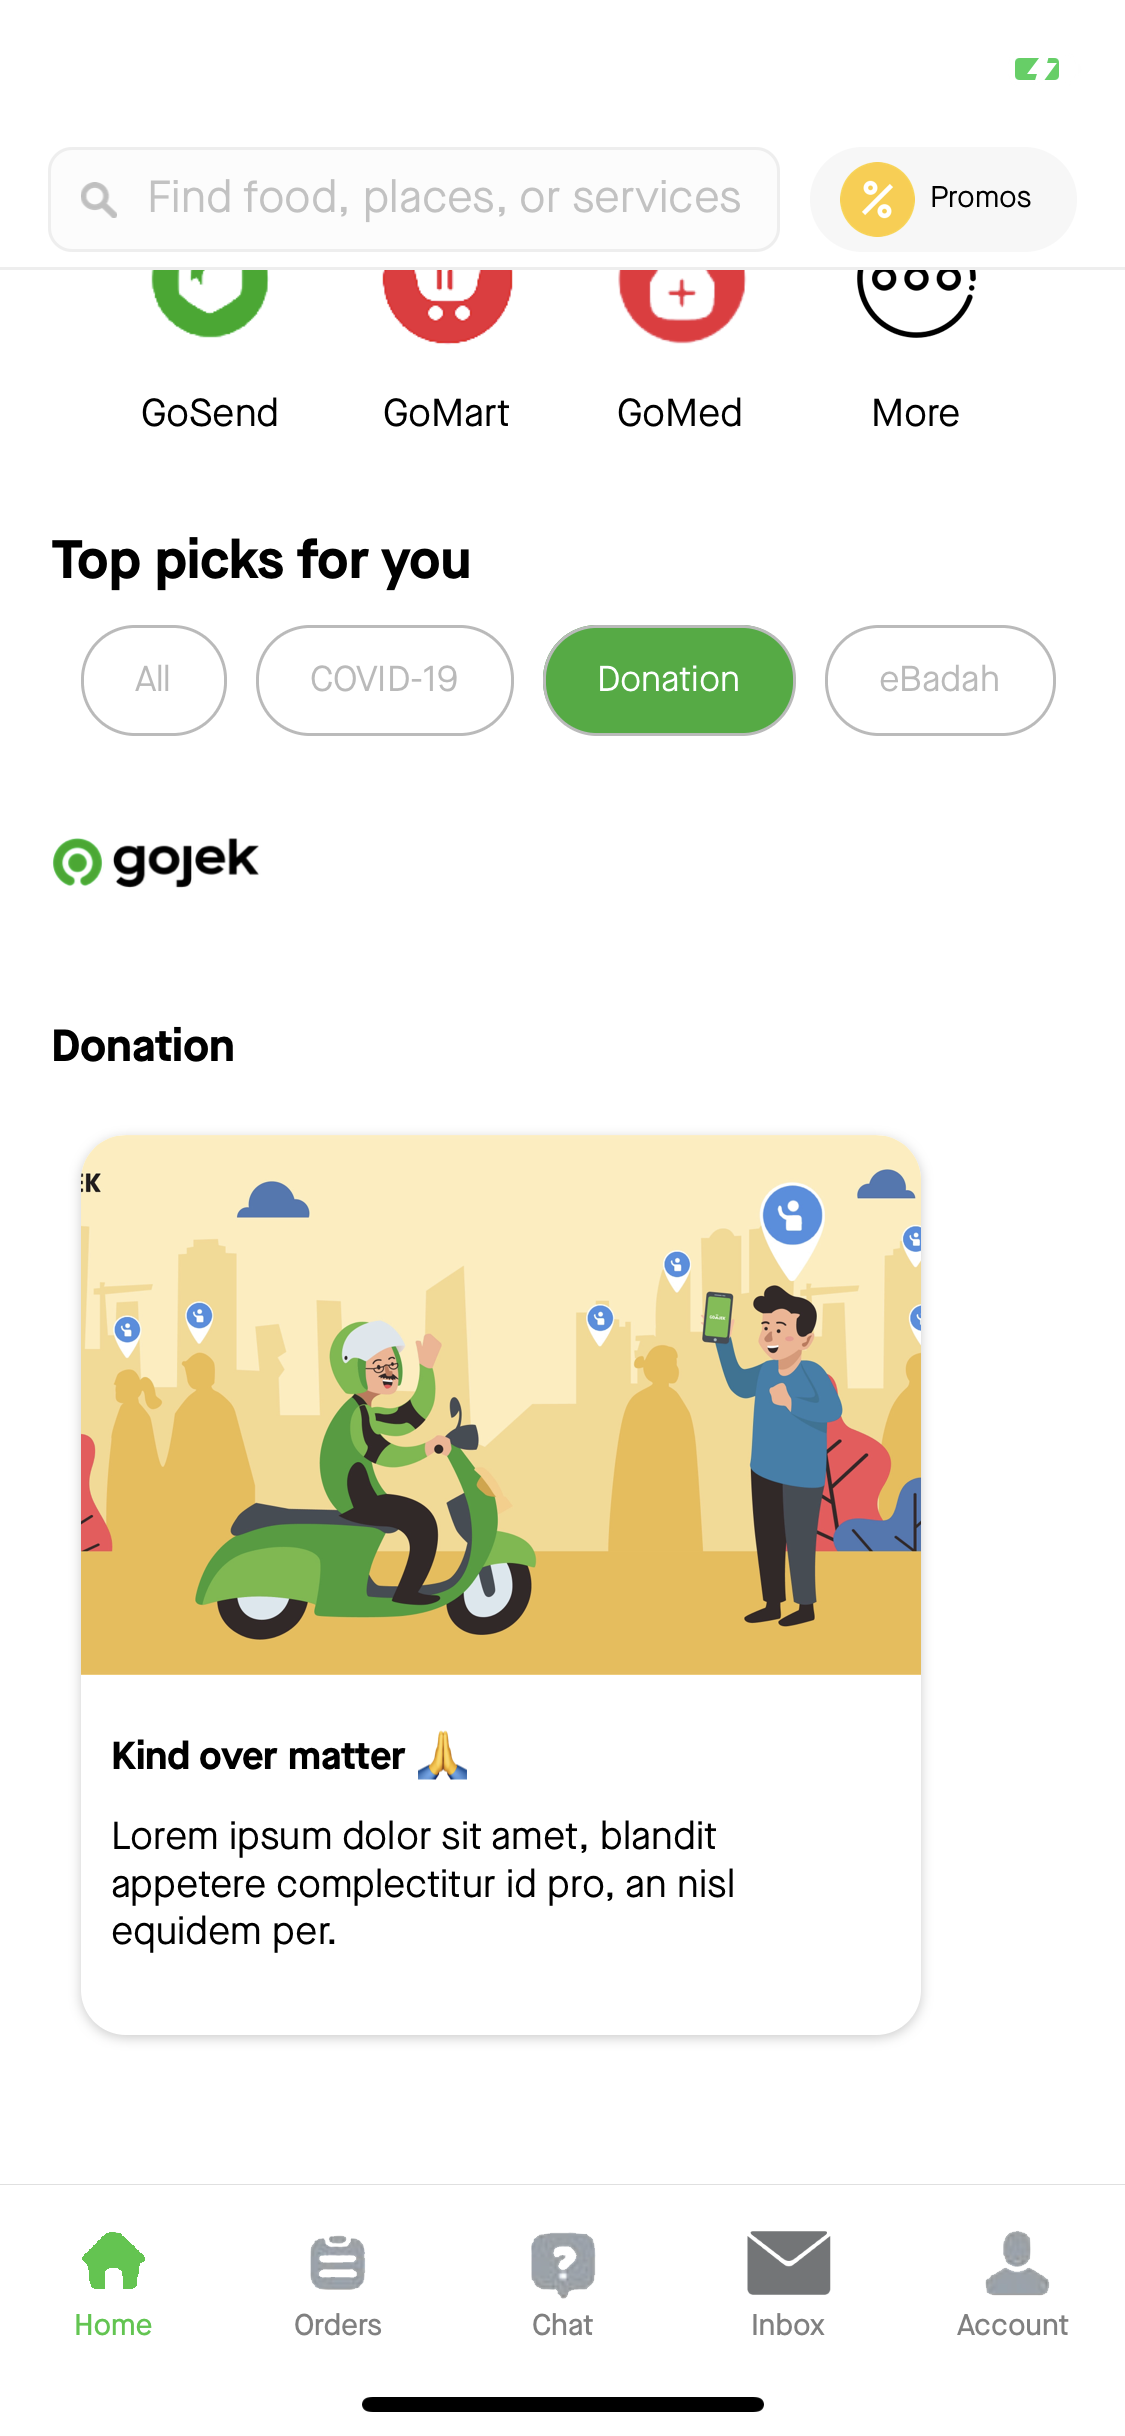 Find food, places, or services
Promos
GoSend GoMart GoMed More
Top picks for you
All COVID-19 Donation eBadah
gojek
Donation
EK
Kind over matter 🙏
Lorem ipsum dolor sit amet, blandit
appetere complectitur id pro, an nisl
equidem per.
Home Orders Chat Inbox Account